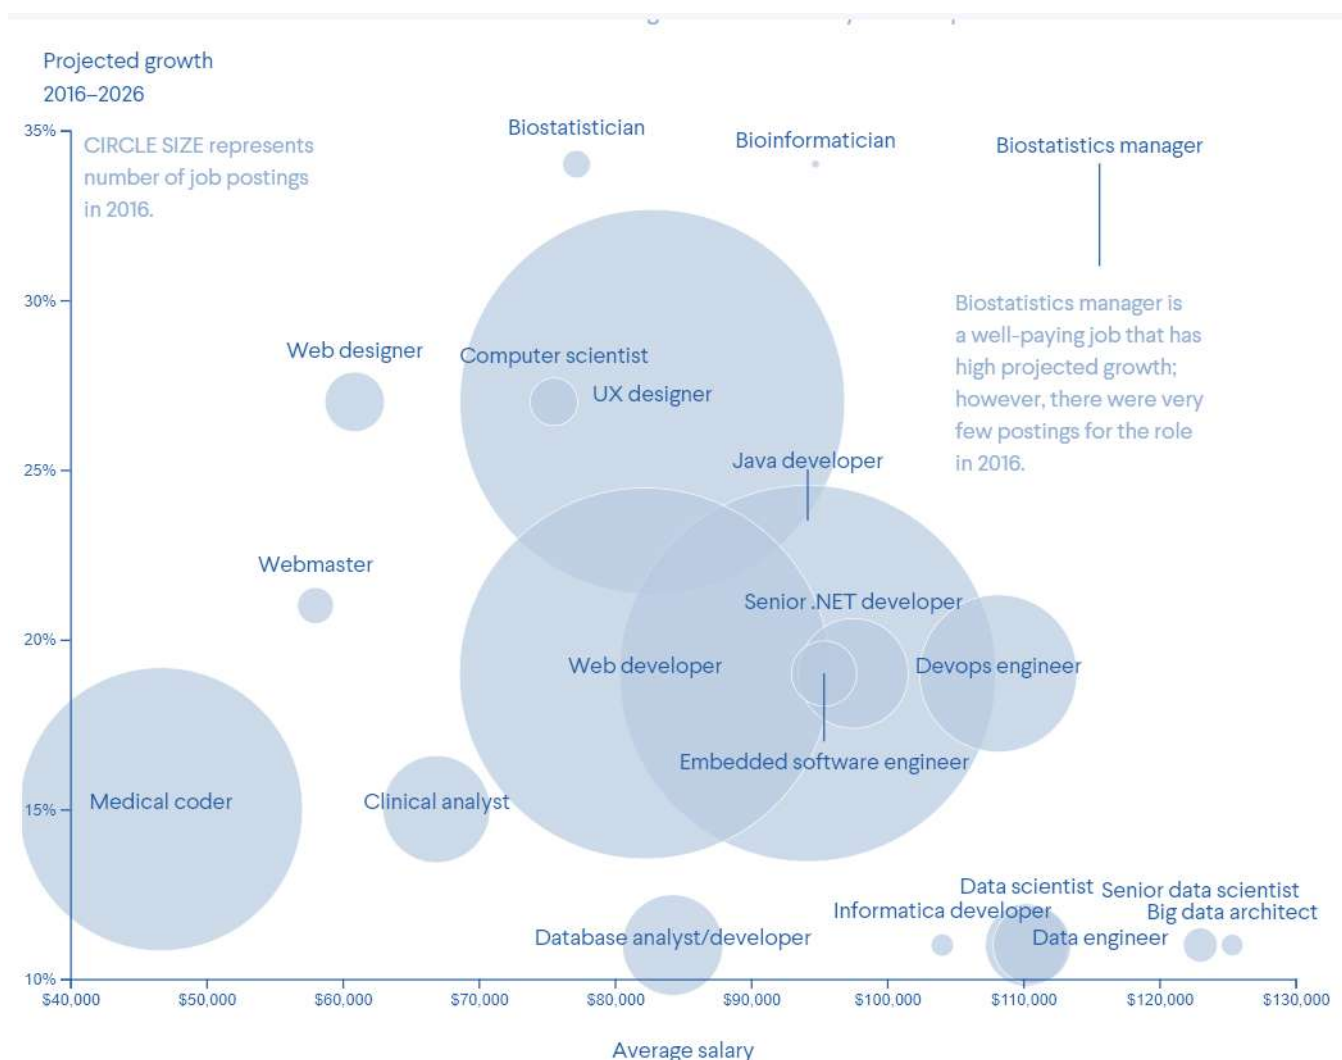 Projected growth
2016–2026
35%
CIRCLE SIZE represents
number of job postings
in 2016.
Biostatistician
Bioinformatician
Biostatistics manager
30%
Biostatistics manager is
a well-paying job that has
high projected growth;
however, there were very
few postings for the role
in 2016.
Web designer
Computer scientist
UX designer
25%
Java developer
Webmaster
Senior .NET developer
20%
Web developer
Devops engineer
Embedded software engineer
15%
Medical coder
Clinical analyst
Data scientist
Senior data scientist
Informatica developer
Big data architect
Database analyst/developer
Data engineer
10%
$40,000 $50,000 $60,000 $70,000 $80,000 $90,000 $100,000 $110,000 $120,000 $130,000
Average salary